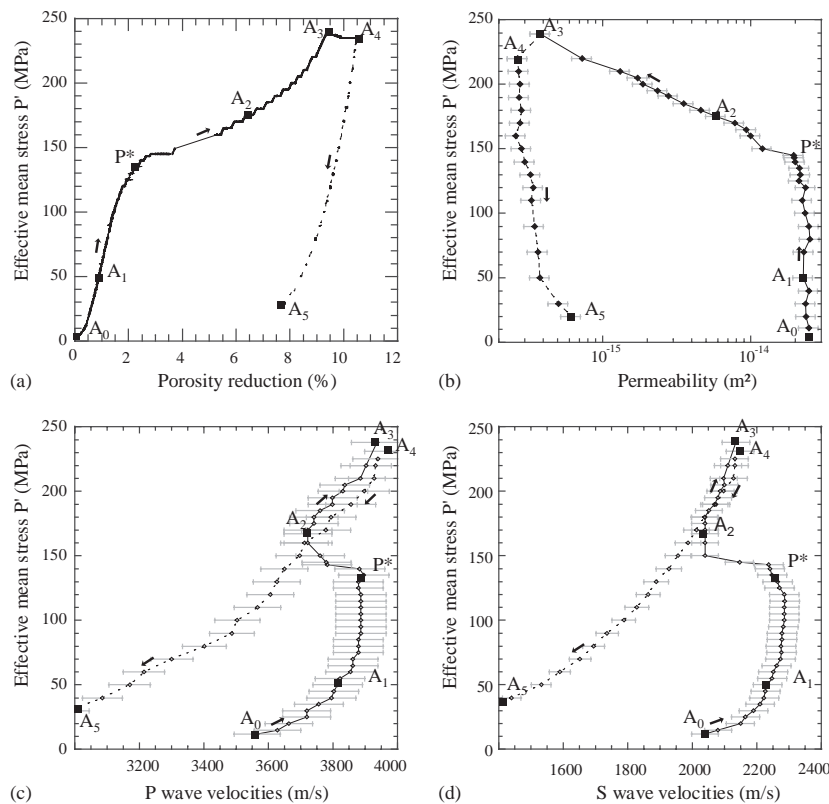 250
200
150
100
50
0
Effective mean stress P' (MPa)
A3
A4
A2
P*
A1
A0
A5
0 2 4 6 8 10 12
(a)
Porosity reduction (%)
250
200
150
100
50
0
Effective mean stress P' (MPa)
A3
A4
A2
P*
A1
A5
A0
10⁻¹⁵ 10⁻¹⁴
(b)
Permeability (m²)
250
200
150
100
50
0
Effective mean stress P' (MPa)
A3
A4
A2
P*
A1
A0
A5
3200 3400 3600 3800 4000
(c)
P wave velocities (m/s)
250
200
150
100
50
0
Effective mean stress P' (MPa)
A3
A4
A2
P*
A1
A0
A5
1600 1800 2000 2200 2400
(d)
S wave velocities (m/s)